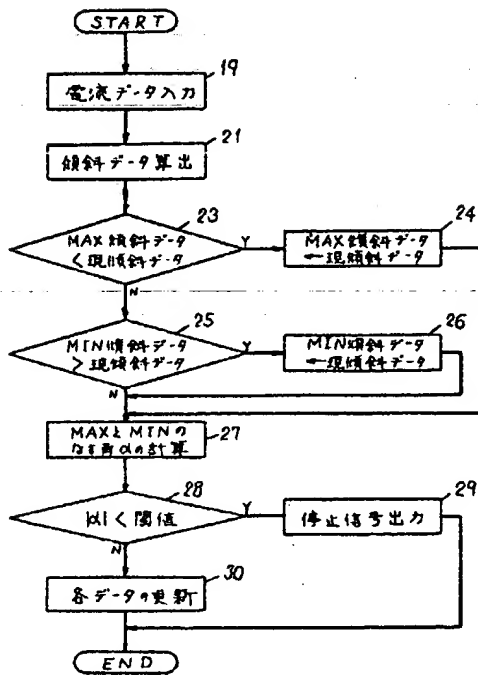 START
19
電流データ入力
21
傾斜データ算出
23
MAX傾斜データ
<現傾斜データ
Y
24
MAX傾斜データ
←現傾斜データ
N
25
MIN傾斜データ
>現傾斜データ
Y
26
MIN傾斜データ
←現傾斜データ
N
27
MAXとMINの
なす角αの計算
28
|α|<閾値
Y
29
停止信号出力
N
30
各データの更新
END